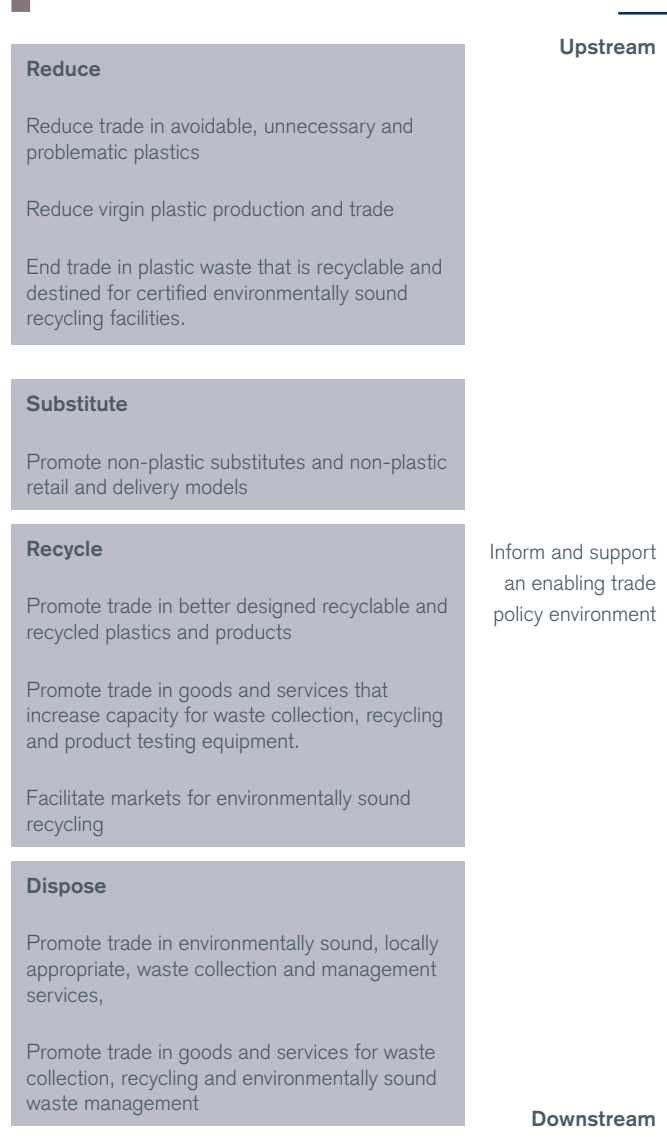 Upstream
Reduce
Reduce trade in avoidable, unnecessary and
problematic plastics
Reduce virgin plastic production and trade
End trade in plastic waste that is recyclable and
destined for certified environmentally sound
recycling facilities.
Substitute
Promote non-plastic substitutes and non-plastic
retail and delivery models
Recycle
Promote trade in better designed recyclable and
recycled plastics and products
Promote trade in goods and services that
increase capacity for waste collection, recycling
and product testing equipment.
Facilitate markets for environmentally sound
recycling
Inform and support
an enabling trade
policy environment
Dispose
Promote trade in environmentally sound, locally
appropriate, waste collection and management
services,
Promote trade in goods and services for waste
collection, recycling and environmentally sound
waste management
Downstream